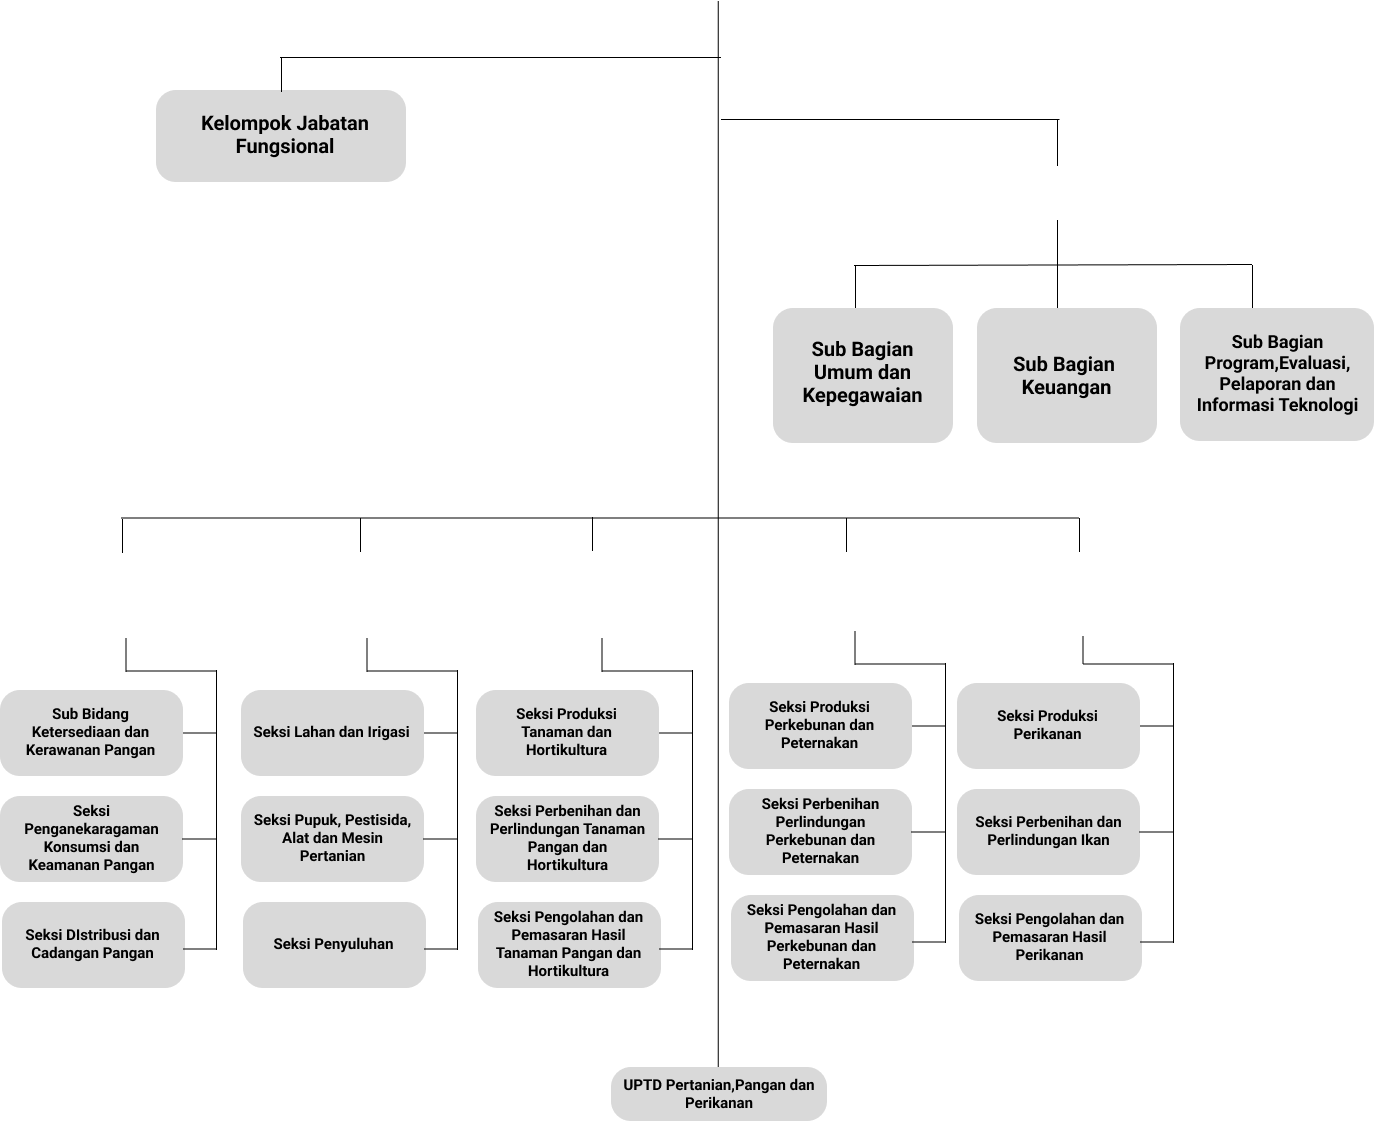 Kelompok Jabatan
Fungsional
Sub Bagian
Umum dan
Kepegawaian
Sub Bagian
Keuangan
Sub Bagian
Program,Evaluasi,
Pelaporan dan
Informasi Teknologi
Sub Bidang
Ketersediaan dan
Kerawanan Pangan
Seksi
Penganekaragaman
Konsumsi dan
Keamanan Pangan
Seksi DIstribusi dan
Cadangan Pangan
Seksi Lahan dan Irigasi
Seksi Pupuk, Pestisida,
Alat dan Mesin
Pertanian
Seksi Penyuluhan
Seksi Produksi
Tanaman dan
Hortikultura
Seksi Perbenihan dan
Perlindungan Tanaman
Pangan dan
Hortikultura
Seksi Pengolahan dan
Pemasaran Hasil
Tanaman Pangan dan
Hortikultura
Seksi Produksi
Perkebunan dan
Peternakan
Seksi Perbenihan
Perlindungan
Perkebunan dan
Peternakan
Seksi Pengolahan dan
Pemasaran Hasil
Perkebunan dan
Peternakan
Seksi Produksi
Perikanan
Seksi Perbenihan dan
Perlindungan Ikan
Seksi Pengolahan dan
Pemasaran Hasil
Perikanan
UPTD Pertanian,Pangan dan
Perikanan